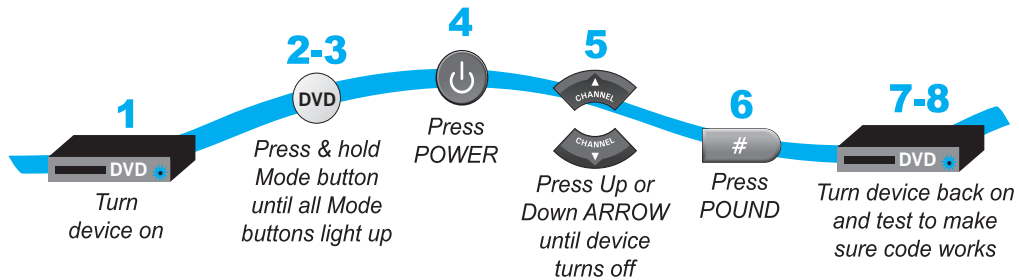 1
DVD
Turn
device on
2-3
DVD
Press & hold
Mode button
until all Mode
buttons light up
4
Press
POWER
5
CHANNEL
CHANNEL
Press Up or
Down ARROW
until device
turns off
6
#
Press
POUND
7-8
DVD
Turn device back on
and test to make
sure code works